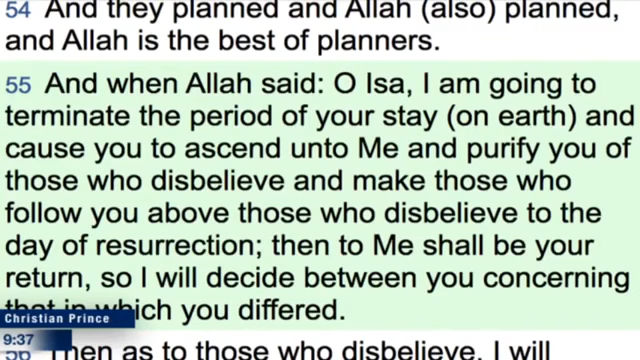 54 And they planned and Allah (also) planned,
and Allah is the best of planners.
55 And when Allah said: O Isa, I am going to
terminate the period of your stay (on earth) and
cause you to ascend unto Me and purify you of
those who disbelieve and make those who
follow you above those who disbelieve to the
day of resurrection; then to Me shall be your
return, so I will decide between you concerning
that in which you differed.
Christian Prince
9:37
56 Then as to those who disbelieve, I will